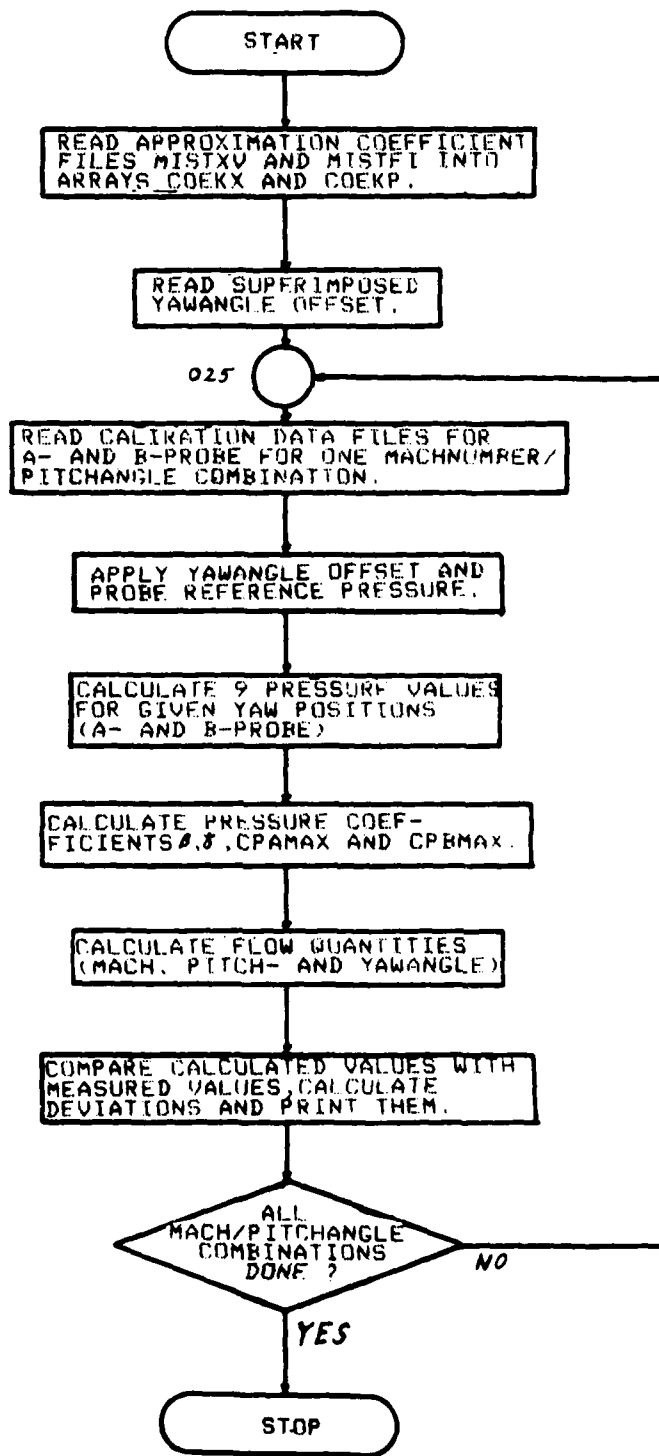 START
READ APPROXIMATION COEFFICIENT
FILES MISTXV AND MISTFI INTO
ARRAYS COEKX AND COEKP.
READ SUPERIMPOSED
YAWANGLE OFFSET.
025
READ CALIRATION DATA FILES FOR
A- AND B-PROBE FOR ONE MACHNUMBER/
PITCHANGLE COMBINATION.
APPLY YAWANGLE OFFSET AND
PROBE REFERENCE PRESSURE.
CALCULATE 9 PRESSURE VALUES
FOR GIVEN YAW POSITIONS
(A- AND B-PROBE)
CALCULATE PRESSURE COEF-
FICIENTS β,γ,CPAMAX AND CPBMAX.
CALCULATE FLOW QUANTITIES
(MACH, PITCH- AND YAWANGLE)
COMPARE CALCULATED VALUES WITH
MEASURED VALUES,CALCULATE
DEVIATIONS AND PRINT THEM.
ALL
MACH/PITCHANGLE
COMBINATIONS
DONE ?
NO
YES
STOP